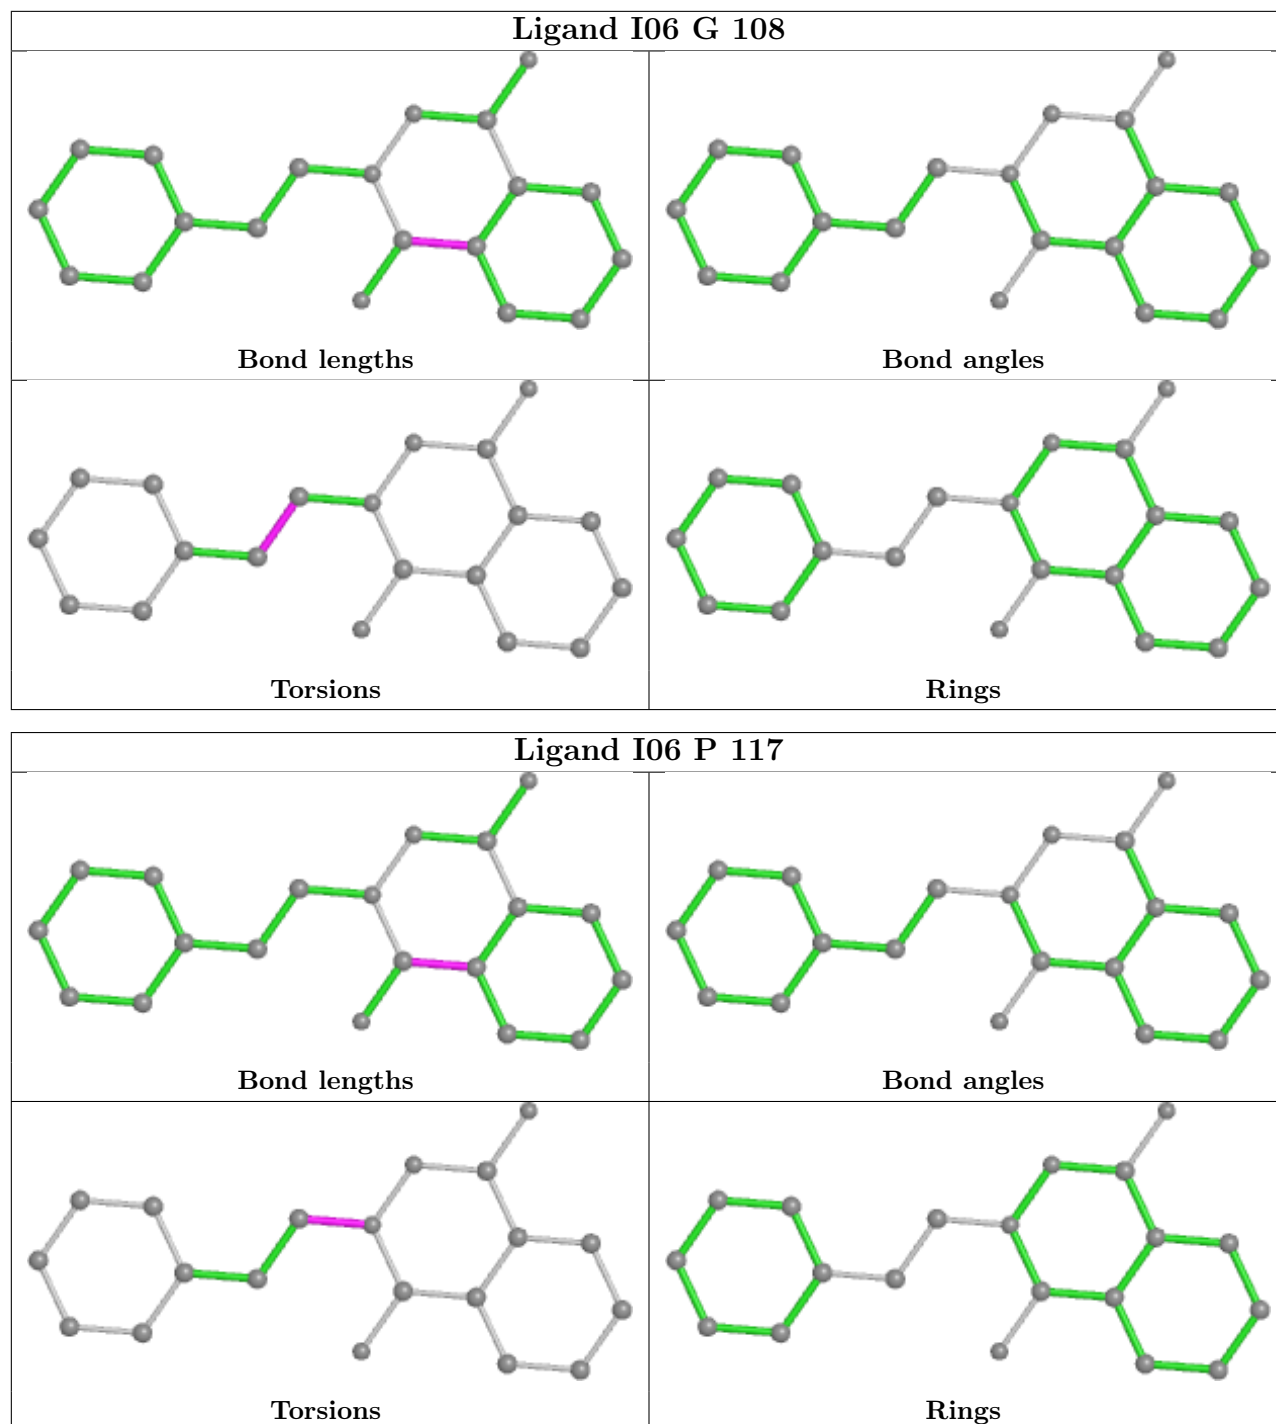 Ligand I06 G 108
Bond lengths
Bond angles
Torsions
Rings
Ligand I06 P 117
Bond lengths
Bond angles
Torsions
Rings